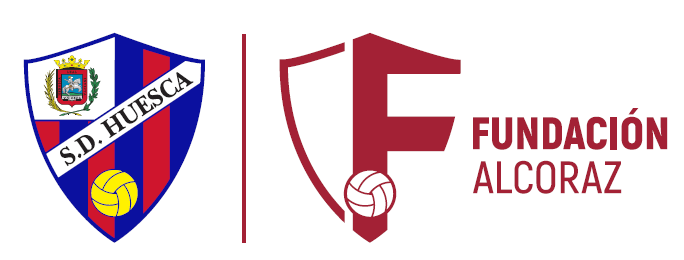 S.D. HUESCA
F
FUNDACIÓN
ALCORAZ